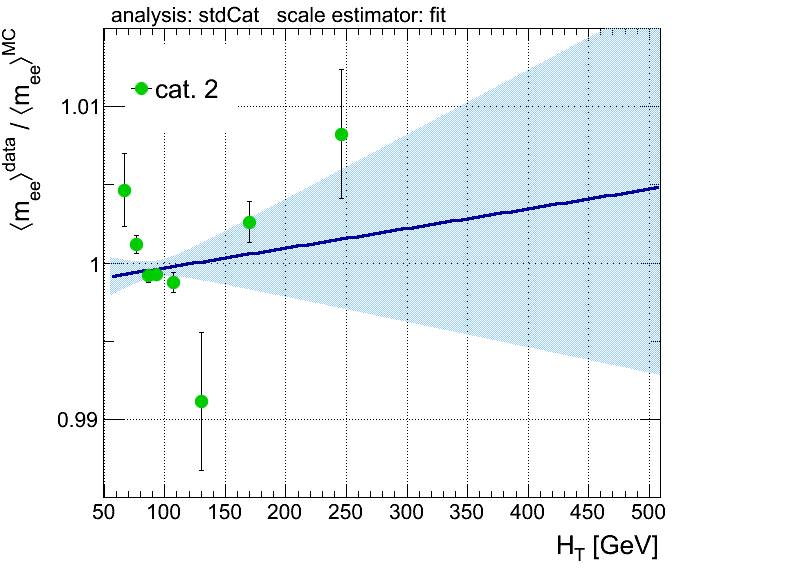 analysis: stdCat   scale estimator: fit
⟨m_ee⟩^data / ⟨m_ee⟩^MC
cat. 2
1.01
1
0.99
50 100 150 200 250 300 350 400 450 500
H_T [GeV]